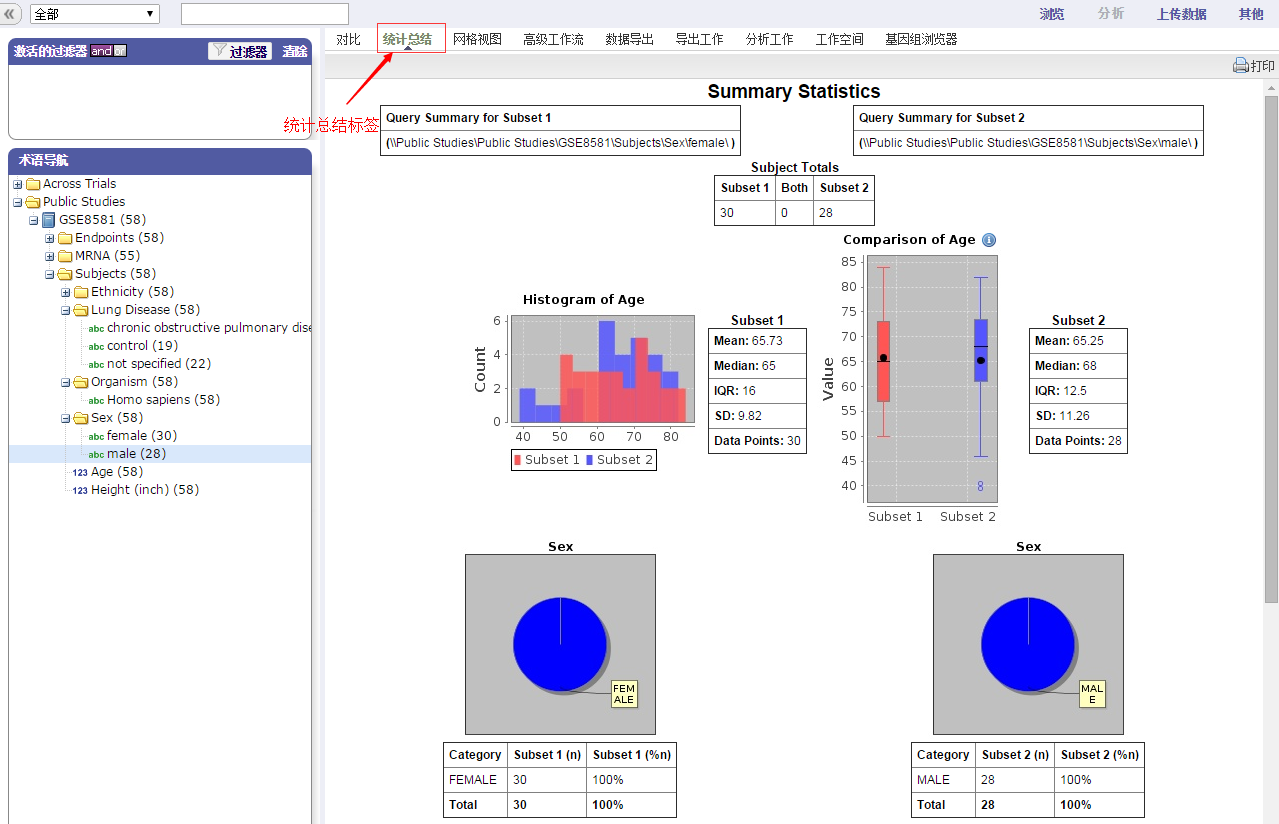 全部
浏览 分析 上传数据 其他
激活的过滤器 and or 过滤器 清除
对比 统计总结 网格视图 高级工作流 数据导出 导出工作 分析工作 工作空间 基因组浏览器
打印
统计总结标签
术语导航
Across Trials
Public Studies
GSE8581 (58)
Endpoints (58)
MRNA (55)
Subjects (58)
Ethnicity (58)
Lung Disease (58)
abc chronic obstructive pulmonary dise
abc control (19)
abc not specified (22)
Organism (58)
abc Homo sapiens (58)
Sex (58)
abc female (30)
abc male (28)
123 Age (58)
123 Height (inch) (58)
Summary Statistics
Query Summary for Subset 1
(\\Public Studies\Public Studies\GSE8581\Subjects\Sex\female\ )
Query Summary for Subset 2
(\\Public Studies\Public Studies\GSE8581\Subjects\Sex\male\ )
Subject Totals
Subset 1 Both Subset 2
30 0 28
Histogram of Age
Count
6
4
2
0
40 50 60 70 80
Subset 1 Subset 2
Subset 1
Mean: 65.73
Median: 65
IQR: 16
SD: 9.82
Data Points: 30
Comparison of Age
Value
85
80
75
70
65
60
55
50
45
40
Subset 1 Subset 2
Subset 2
Mean: 65.25
Median: 68
IQR: 12.5
SD: 11.26
Data Points: 28
Sex
FEM
ALE
Category Subset 1 (n) Subset 1 (%n)
FEMALE 30 100%
Total 30 100%
Sex
MAL
E
Category Subset 2 (n) Subset 2 (%n)
MALE 28 100%
Total 28 100%